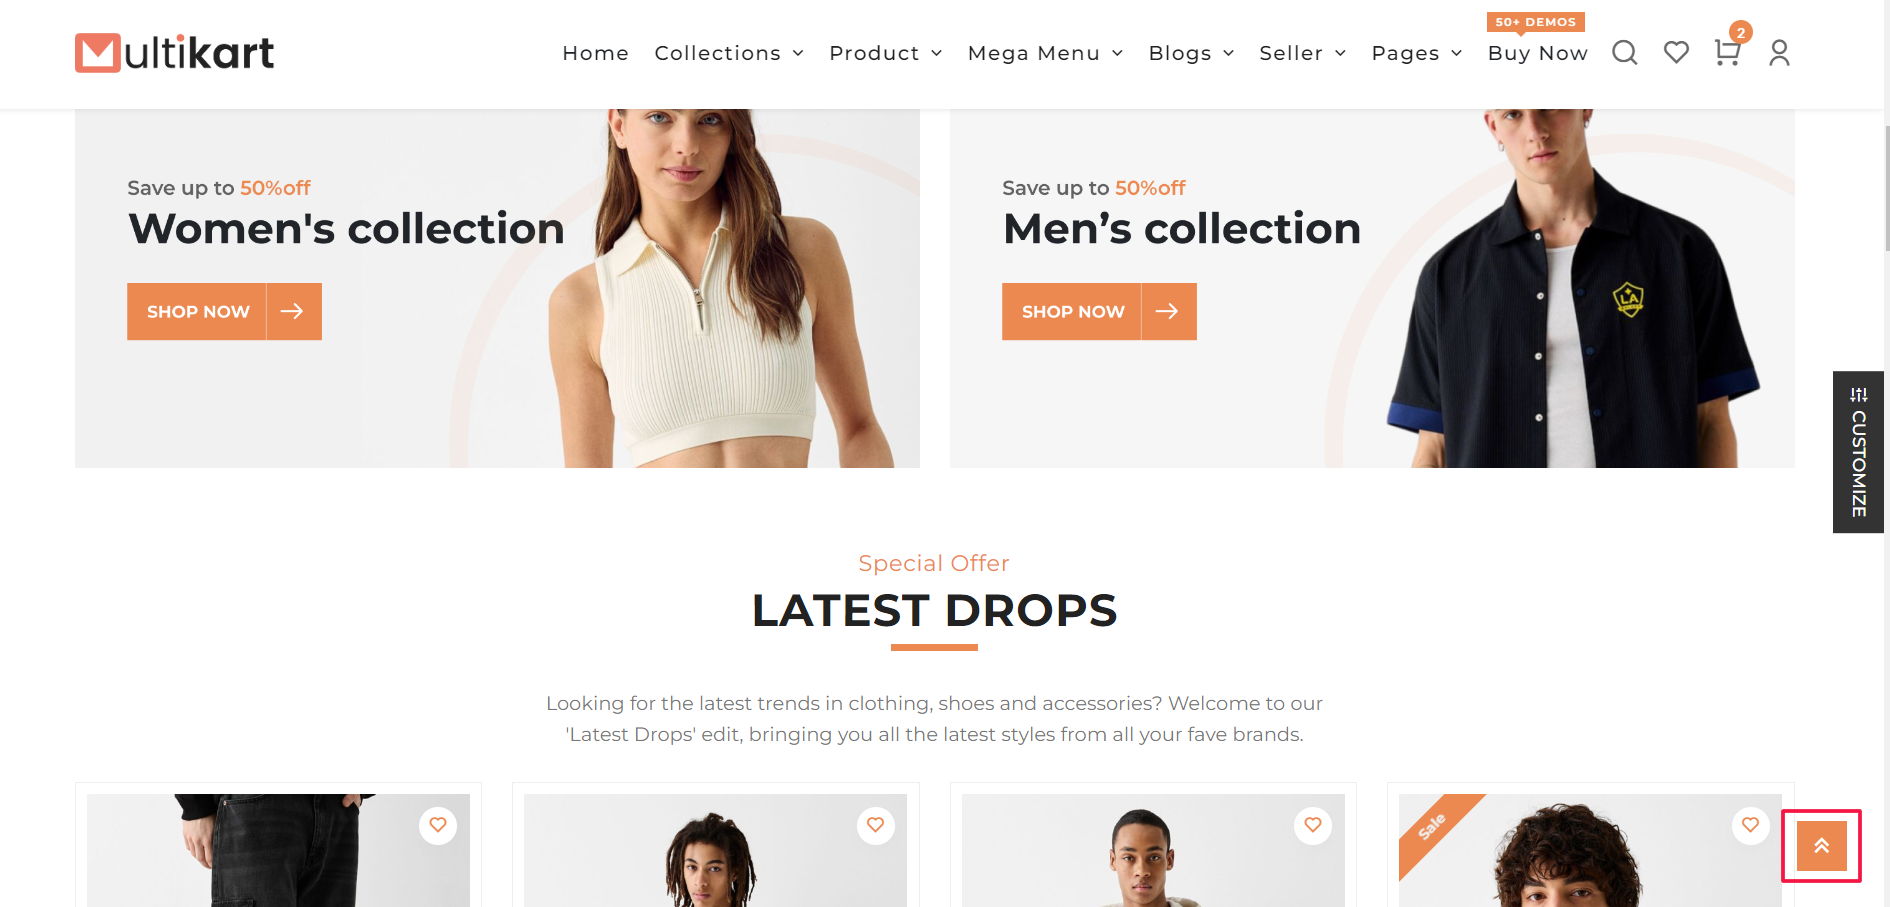 50+ DEMOS
Multikart
Home Collections Product Mega Menu Blogs Seller Pages Buy Now
2
Save up to 50%off
Women's collection
SHOP NOW
Save up to 50%off
Men’s collection
SHOP NOW
LA
CUSTOMIZE
Special Offer
LATEST DROPS
Looking for the latest trends in clothing, shoes and accessories? Welcome to our
'Latest Drops' edit, bringing you all the latest styles from all your fave brands.
Sale